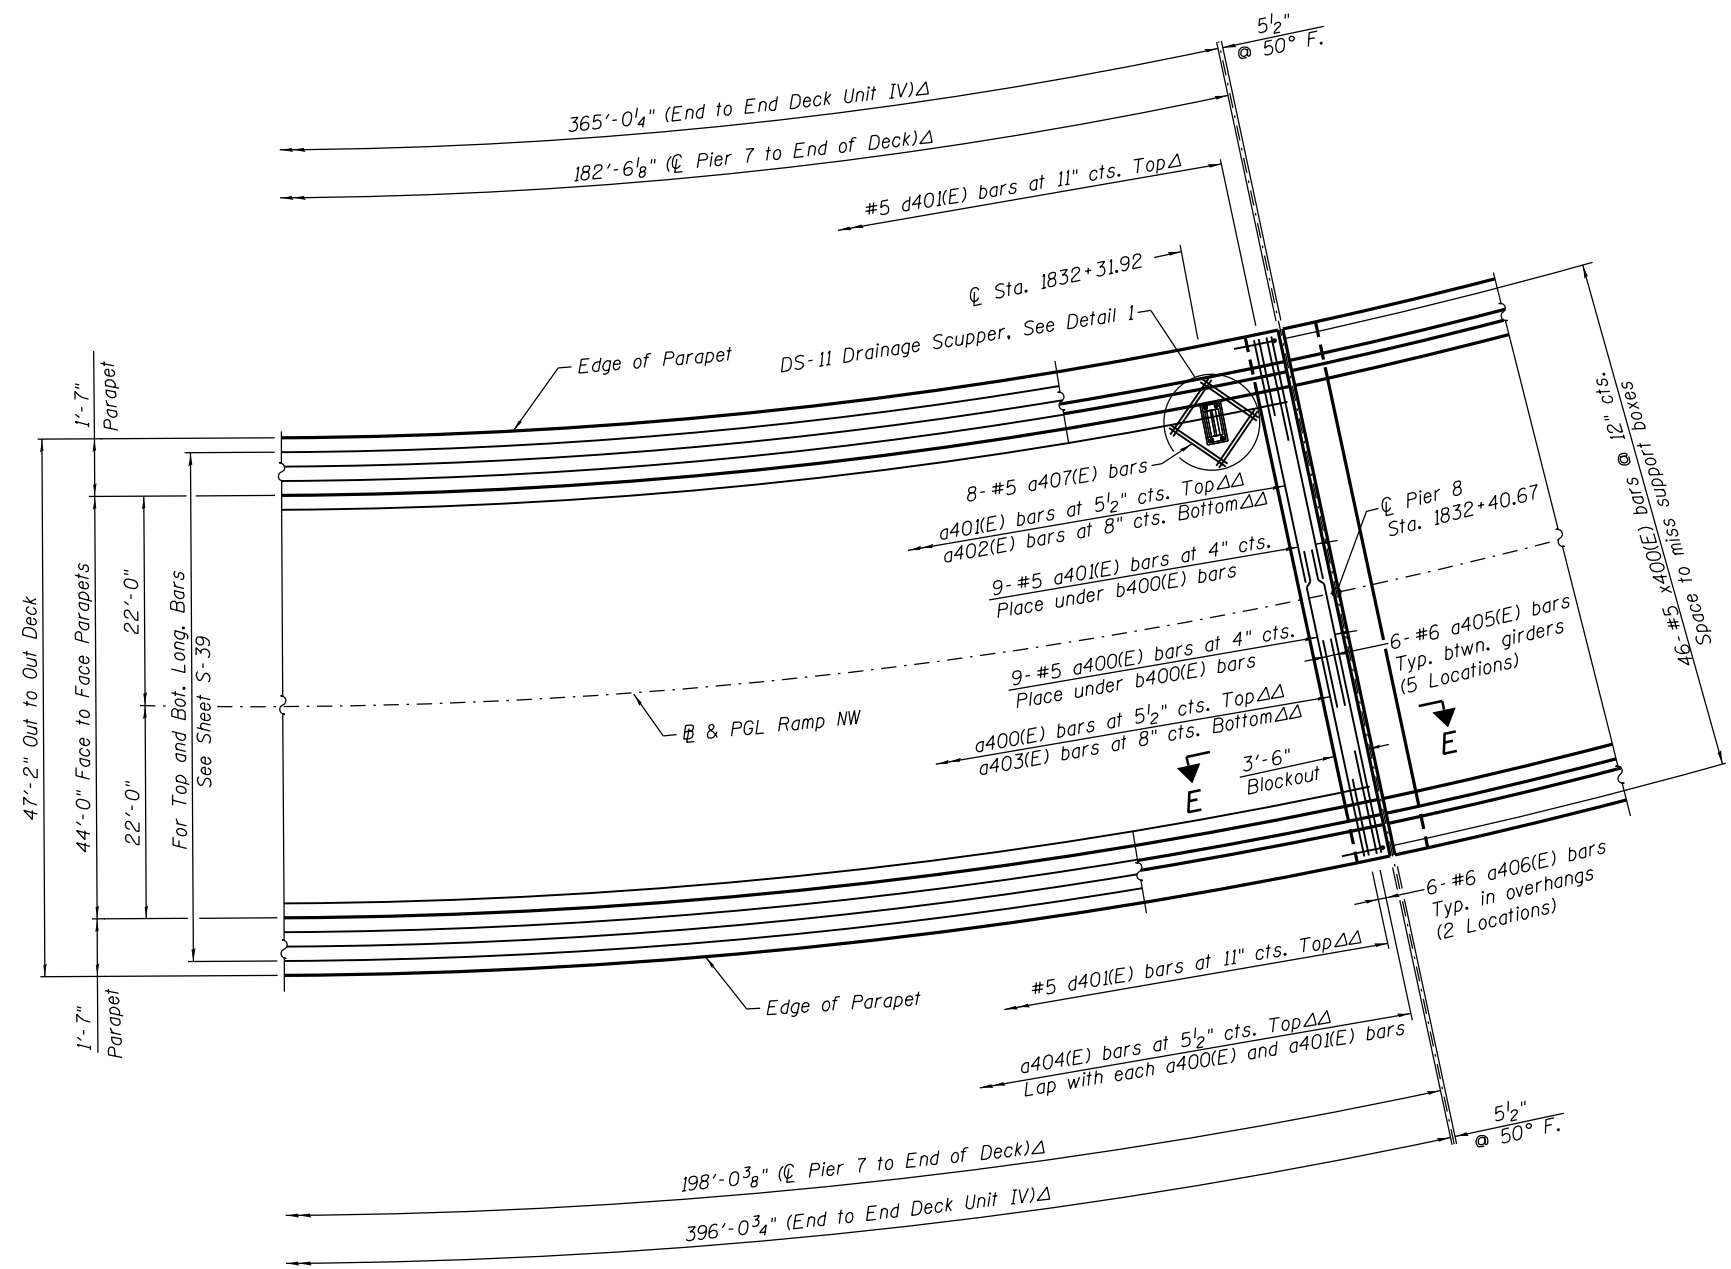 5½"
@ 50° F.
365'-0¼" (End to End Deck Unit IV)Δ
182'-6⅛" (℄ Pier 7 to End of Deck)Δ
#5 d401(E) bars at 11" cts. TopΔ
℄ Sta. 1832+31.92
DS-11 Drainage Scupper, See Detail 1
Edge of Parapet
1'-7"
Parapet
47'-2" Out to Out Deck
44'-0" Face to Face Parapets
22'-0"
22'-0"
For Top and Bot. Long. Bars
See Sheet S-39
1'-7"
Parapet
8-#5 a407(E) bars
a401(E) bars at 5½" cts. TopΔΔ
a402(E) bars at 8" cts. BottomΔΔ
9-#5 a401(E) bars at 4" cts.
Place under b400(E) bars
℄ Pier 8
Sta. 1832+40.67
46-#5 x400(E) bars @ 12" cts.
Space to miss support boxes
9-#5 a400(E) bars at 4" cts.
Place under b400(E) bars
6-#6 a405(E) bars
Typ. btwn. girders
(5 Locations)
a400(E) bars at 5½" cts. TopΔΔ
a403(E) bars at 8" cts. BottomΔΔ
℄ & PGL Ramp NW
3'-6"
Blockout
E
E
6-#6 a406(E) bars
Typ. in overhangs
(2 Locations)
#5 d401(E) bars at 11" cts. TopΔΔ
Edge of Parapet
a404(E) bars at 5½" cts. TopΔΔ
Lap with each a400(E) and a401(E) bars
5½"
@ 50° F.
198'-0⅜" (℄ Pier 7 to End of Deck)Δ
396'-0¾" (End to End Deck Unit IV)Δ